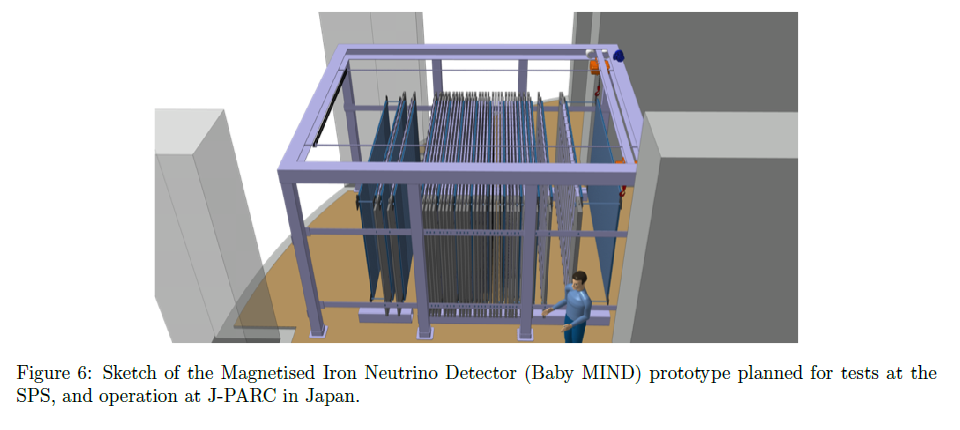 Figure 6: Sketch of the Magnetised Iron Neutrino Detector (Baby MIND) prototype planned for tests at the
SPS, and operation at J-PARC in Japan.